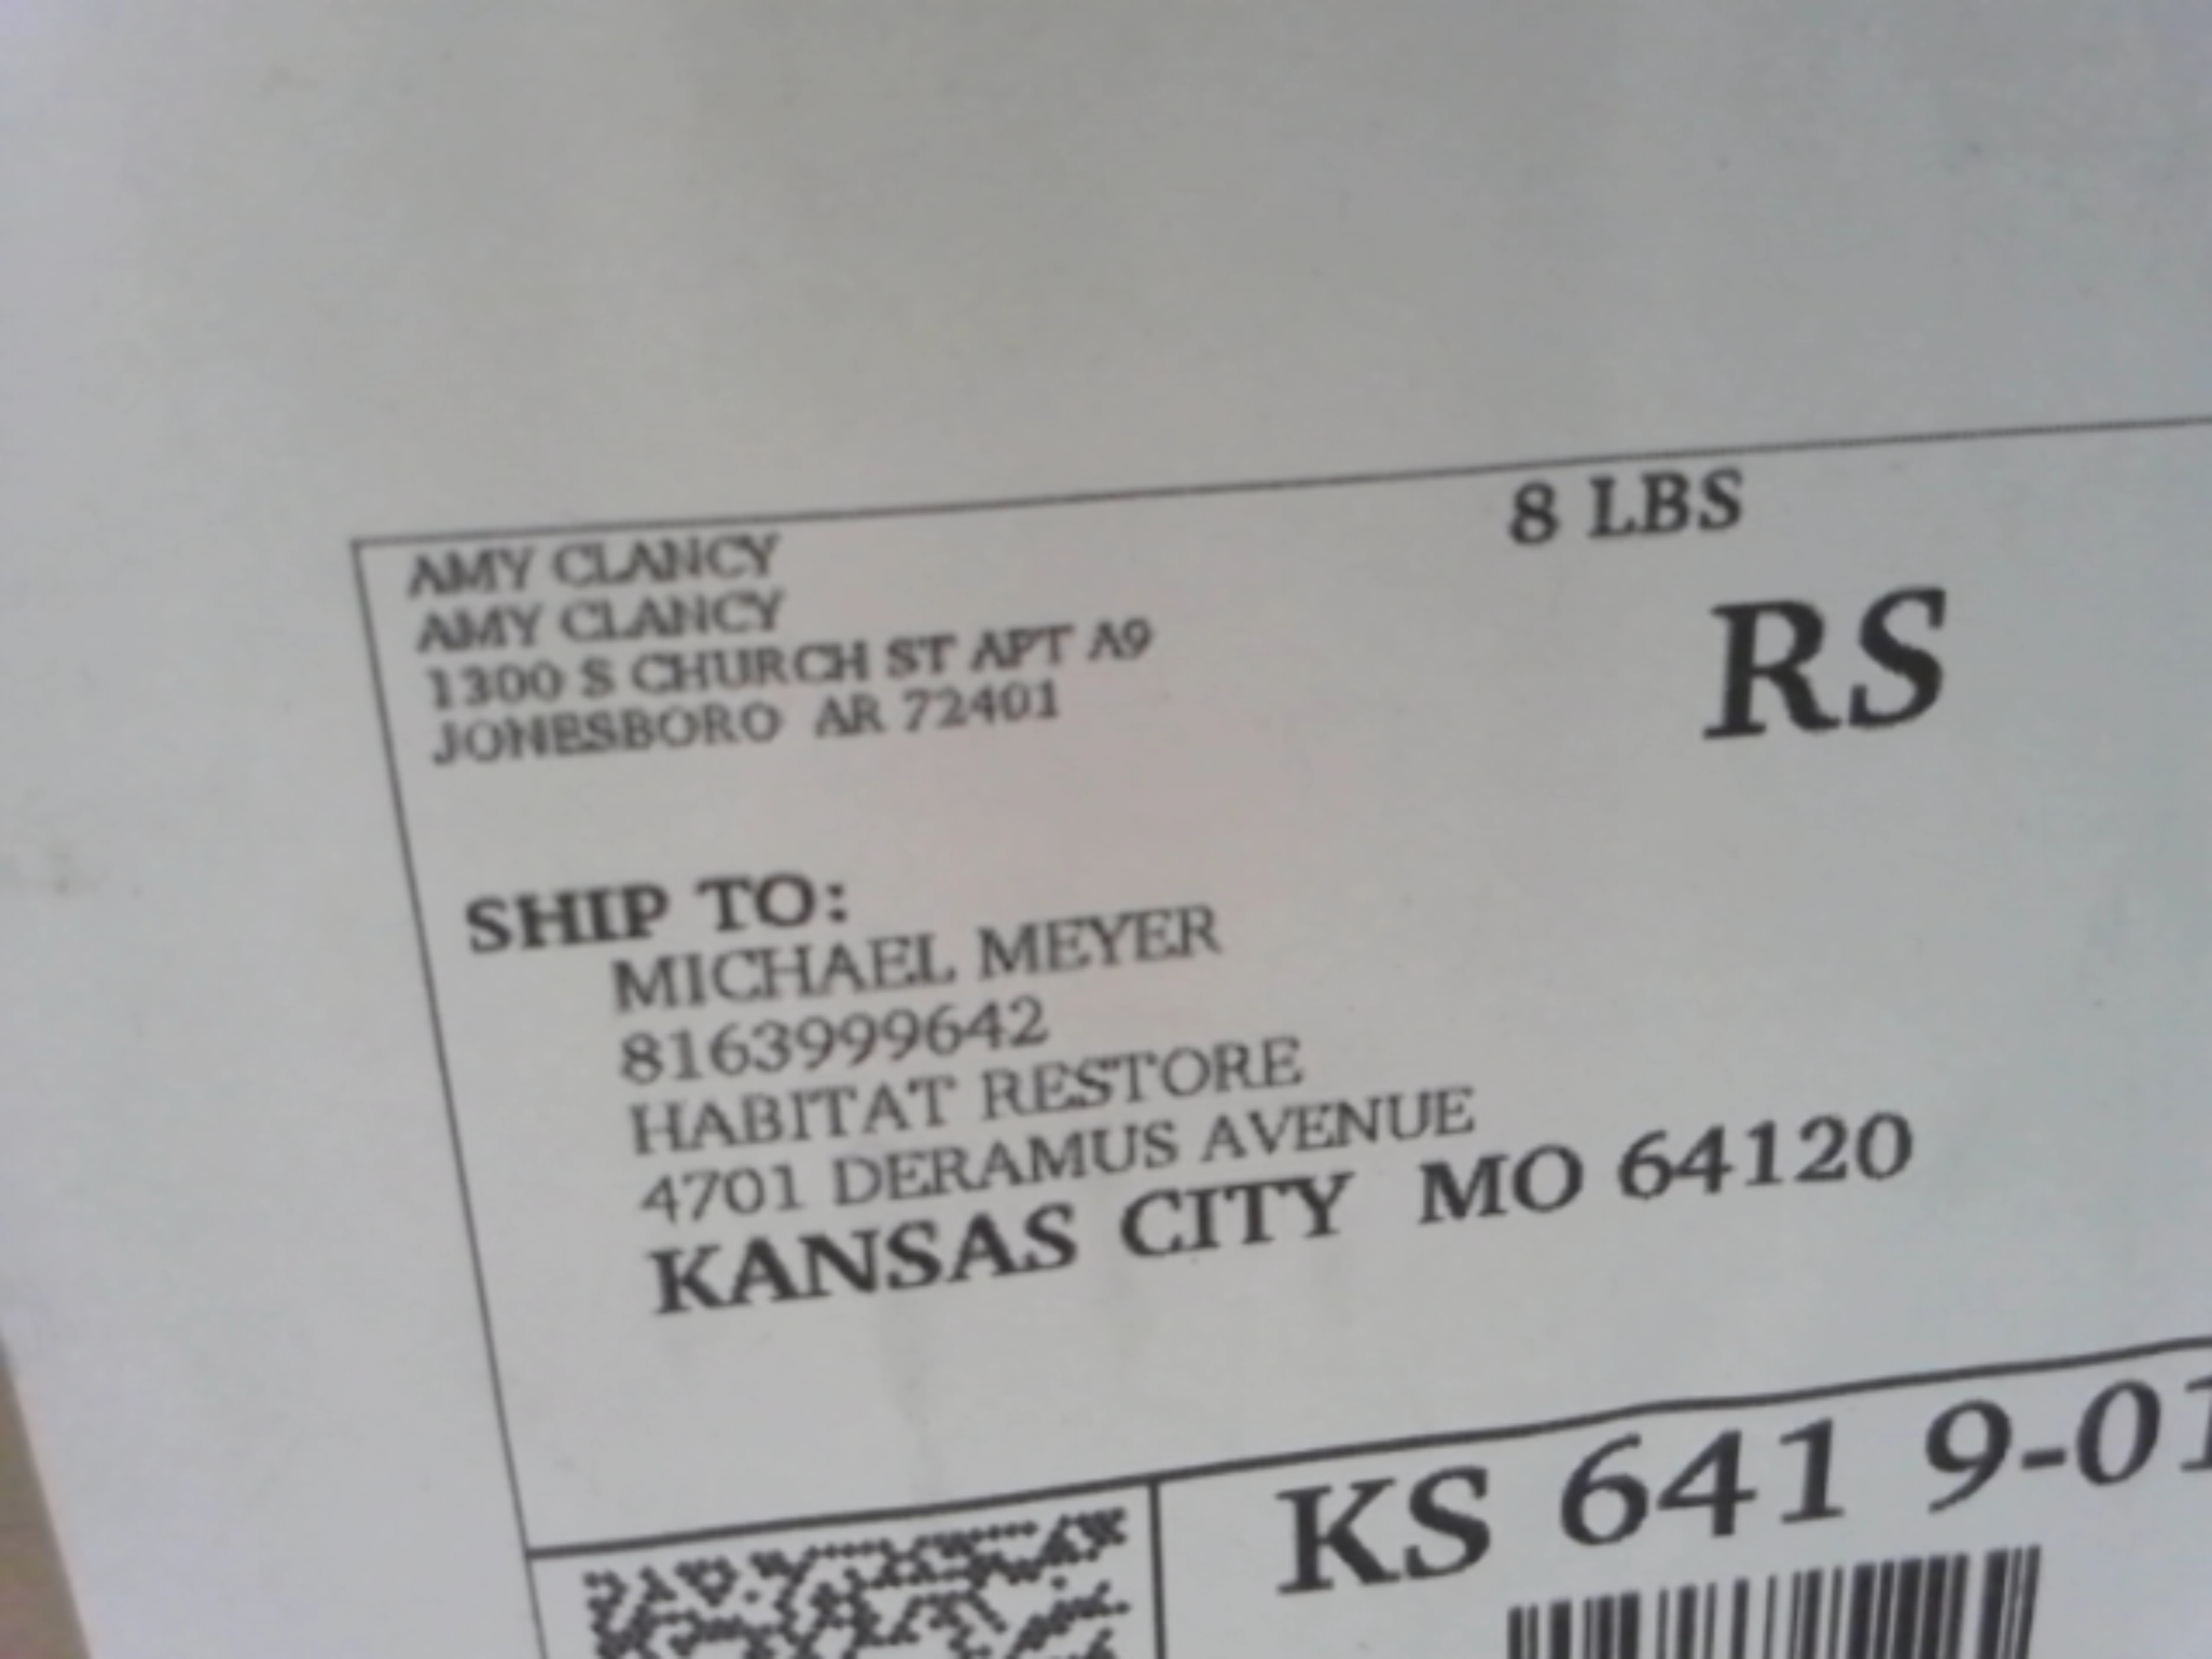 8 LBS
RS
AMY CLANCY
AMY CLANCY
1300 S CHURCH ST APT A9
JONESBORO AR 72401
SHIP TO:
MICHAEL MEYER
8163999642
HABITAT RESTORE
4701 DERAMUS AVENUE
KANSAS CITY MO 64120
KS 641 9-01